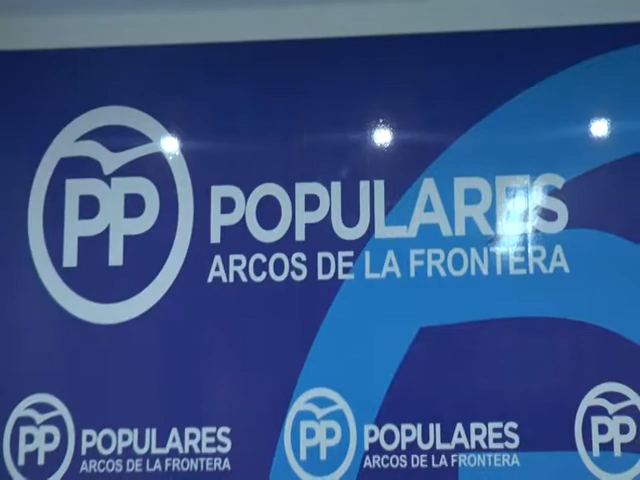 PP POPULARES
ARCOS DE LA FRONTERA
PP POPULARES
ARCOS DE LA FRONTERA
PP POPULARES
ARCOS DE LA FRONTERA
PP